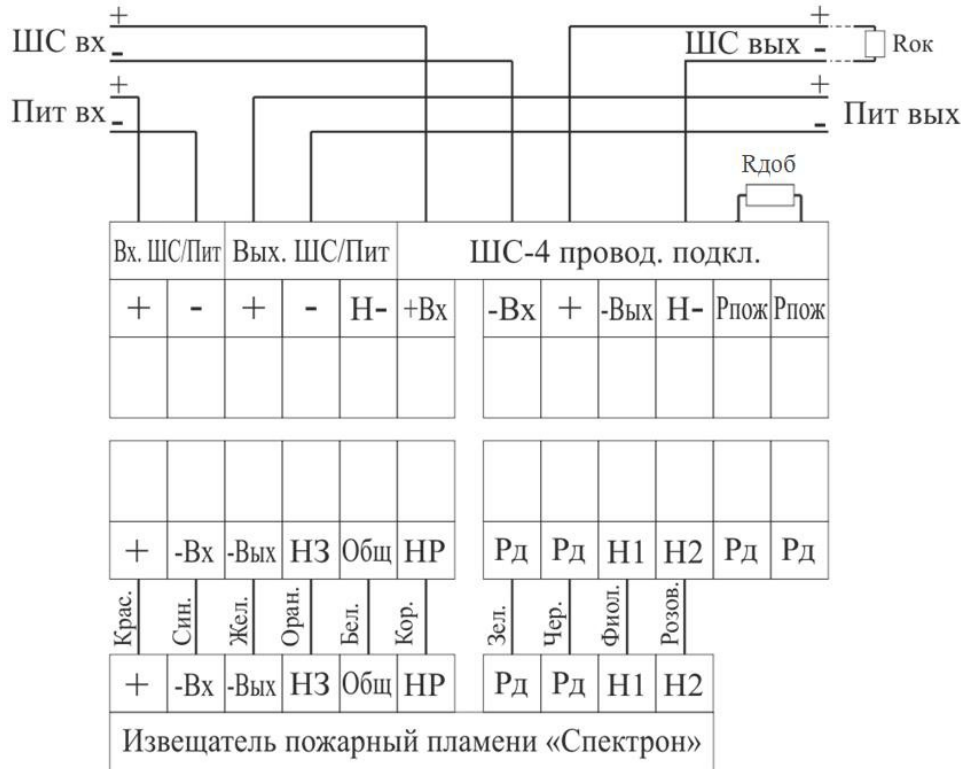 + +
ШС вх - ШС вых - Rок
+ +
Пит вх - - Пит вых
Rдоб
Вх. ШС/Пит Вых. ШС/Пит ШС-4 провод. подкл.
+ - + - Н- +Вх -Вх + -Вых Н- Рпож Рпож
+ -Вх -Вых НЗ Общ НР Рд Рд Н1 Н2 Рд Рд
Крас. Син. Жел. Оран. Бел. Кор. Зел. Чер. Фиол. Розов.
+ -Вх -Вых НЗ Общ НР Рд Рд Н1 Н2
Извещатель пожарный пламени «Спектрон»